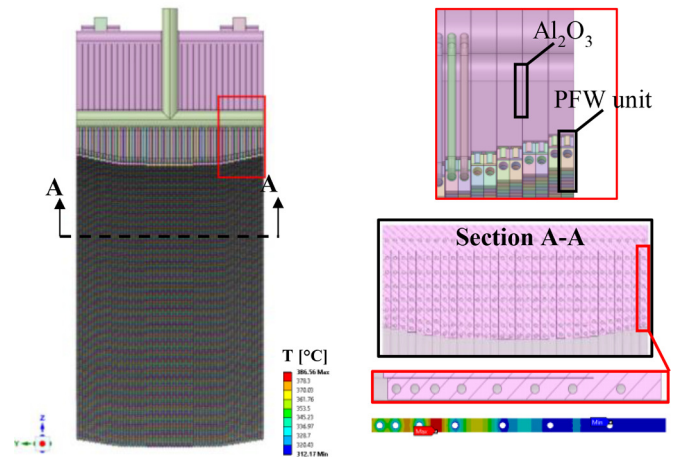 Al₂O₃
PFW unit
A
A
Section A-A
T [°C]
386.56 Max
378.3
370.03
361.76
353.5
345.23
336.97
328.7
320.43
312.17 Min
Z
Y
Max
Min